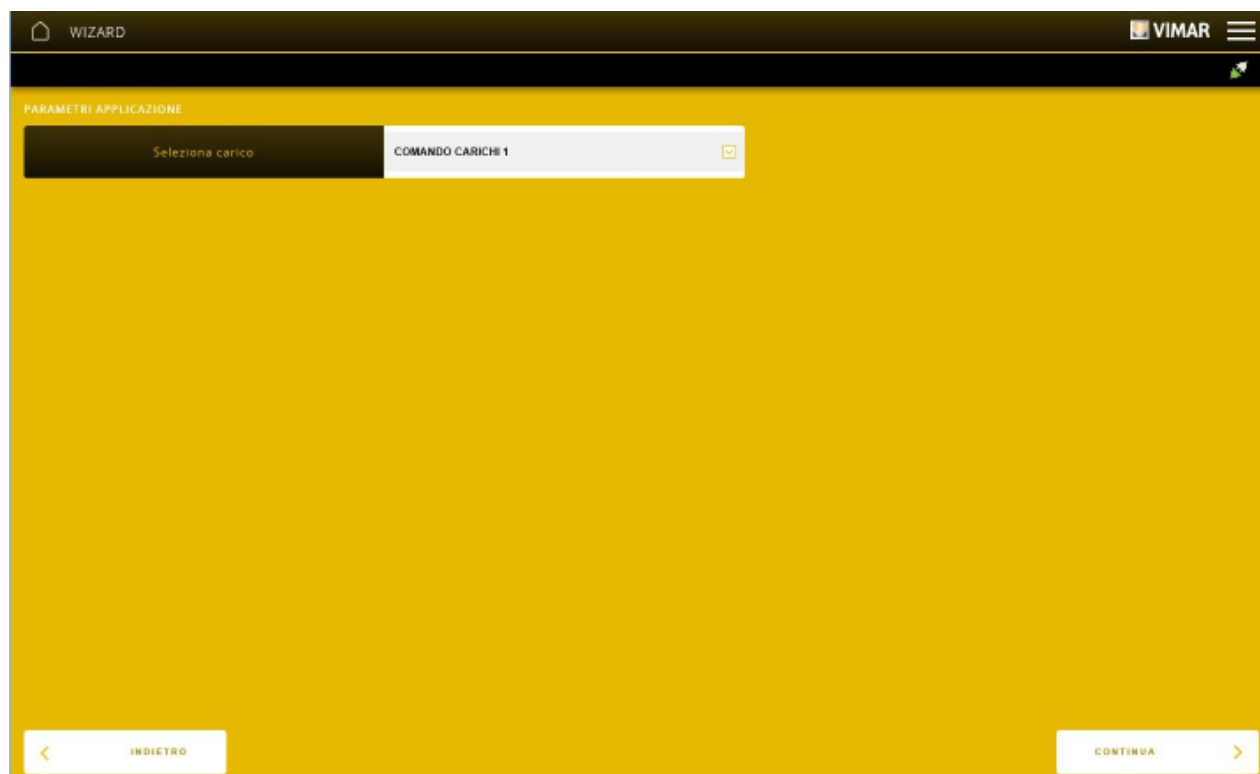 WIZARD
VIMAR
PARAMETRI APPLICAZIONE
Seleziona carico
COMANDO CARICHI 1
INDIETRO
CONTINUA